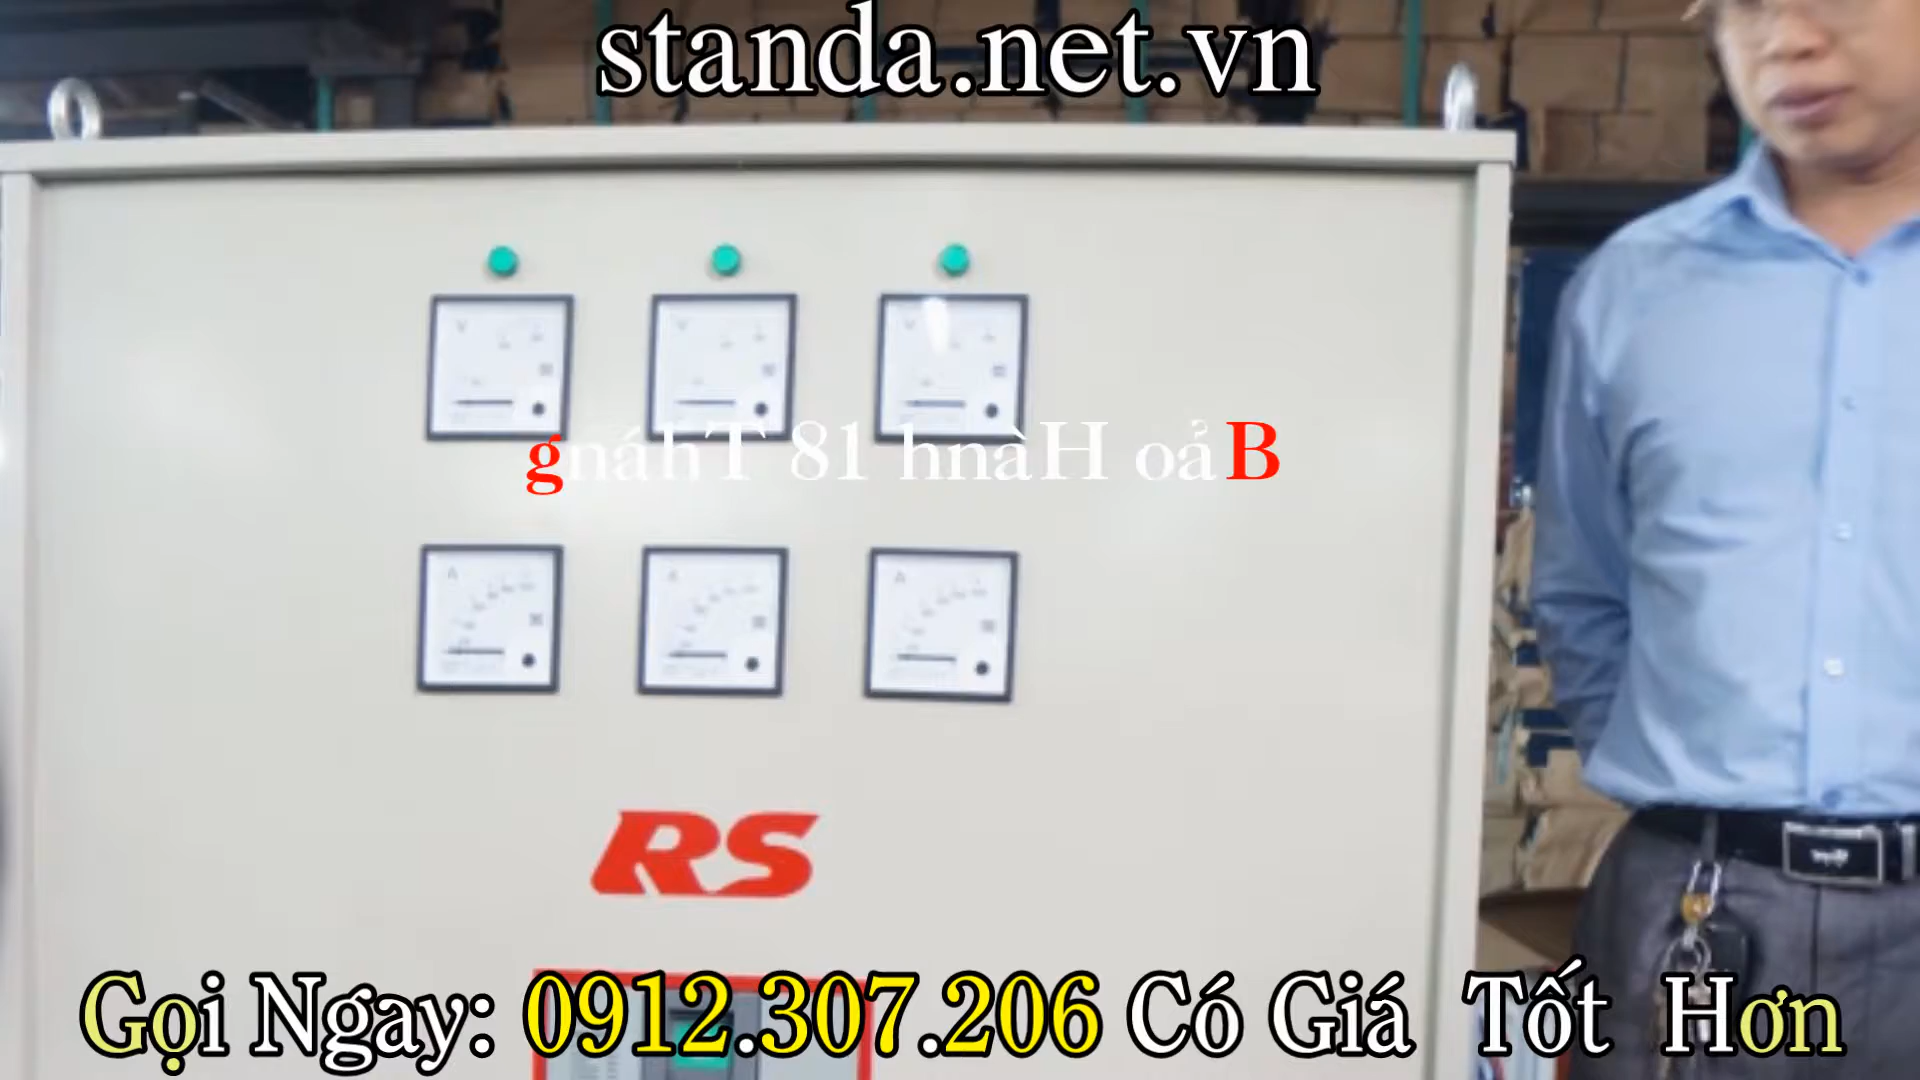 standa.net.vn
V V V
gnáhT 81 hnàH oảB
A A A
RS
Gọi Ngay: 0912.307.206 Có Giá Tốt Hơn